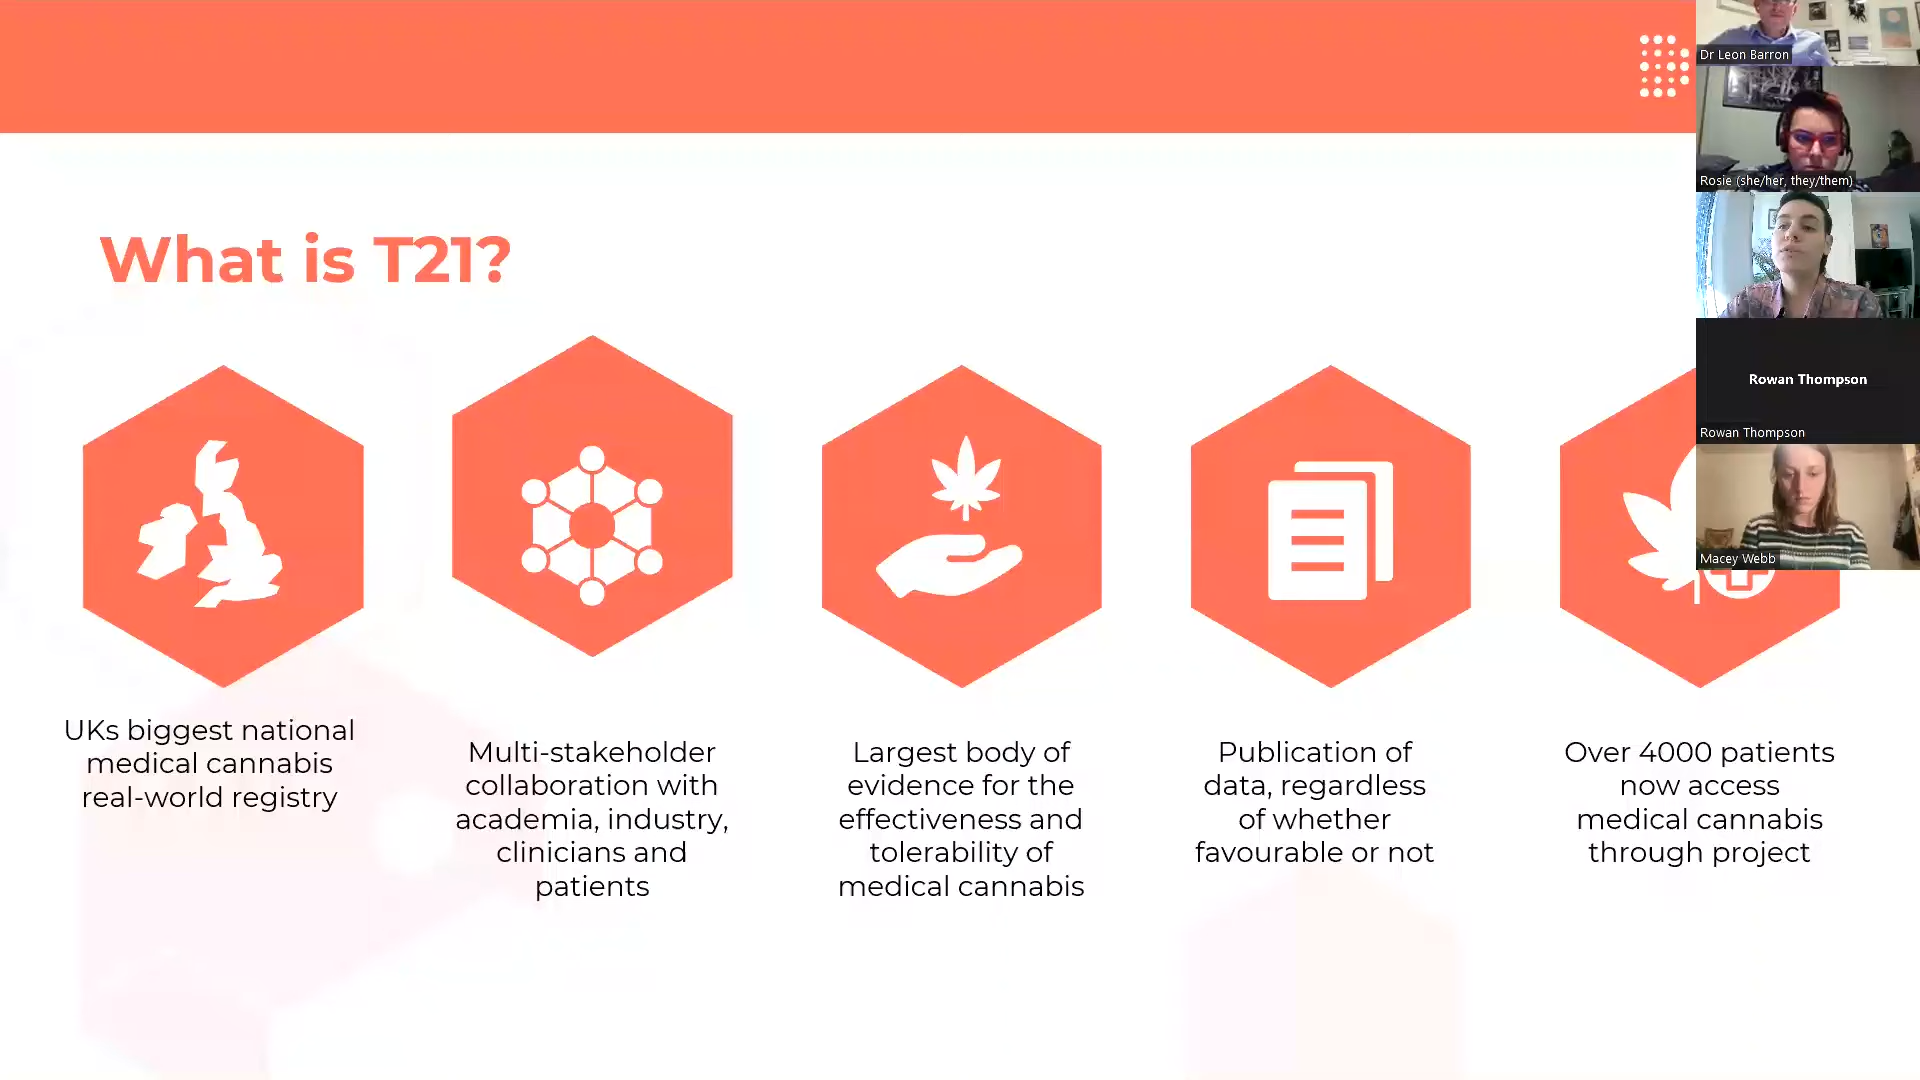 What is T21?
UKs biggest national
medical cannabis
real-world registry
Multi-stakeholder
collaboration with
academia, industry,
clinicians and
patients
Largest body of
evidence for the
effectiveness and
tolerability of
medical cannabis
Publication of
data, regardless
of whether
favourable or not
Over 4000 patients
now access
medical cannabis
through project
Dr Leon Barron
Rosie (she/her, they/them)
Rowan Thompson
Rowan Thompson
Macey Webb